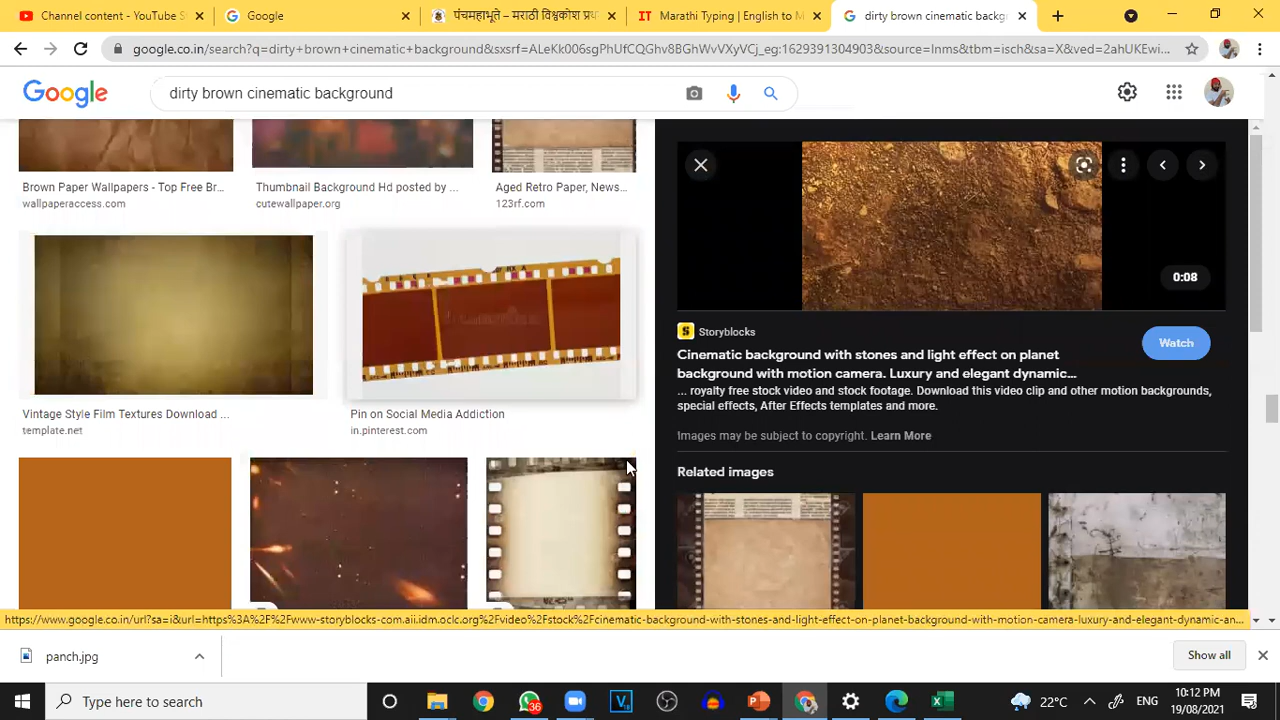 Channel content - YouTube S
Google
पंचमहाभूते – मराठी विश्वकोश प्रथ
Marathi Typing | English to M
dirty brown cinematic backg
google.co.in/search?q=dirty+brown+cinematic+background&sxsrf=ALeKk006sgPhUfCQGhv8BGhWvVXyVCj_eg:1629391304903&source=lnms&tbm=isch&sa=X&ved=2ahUKEwi...
Google
dirty brown cinematic background
Brown Paper Wallpapers - Top Free Br...
wallpaperaccess.com
Thumbnail Background Hd posted by ...
cutewallpaper.org
Aged Retro Paper, News...
123rf.com
0:08
Storyblocks
Watch
Cinematic background with stones and light effect on planet
background with motion camera. Luxury and elegant dynamic...
... royalty free stock video and stock footage. Download this video clip and other motion backgrounds,
special effects, After Effects templates and more.
Images may be subject to copyright. Learn More
Related images
Vintage Style Film Textures Download ...
template.net
Pin on Social Media Addiction
in.pinterest.com
https://www.google.co.in/url?sa=i&url=https%3A%2F%2Fwww-storyblocks-com.aii.idm.oclc.org%2Fvideo%2Fstock%2Fcinematic-background-with-stones-and-light-effect-on-planet-background-with-motion-camera-luxury-and-elegant-dynamic-an...
panch.jpg
Show all
Type here to search
36
22°C
ENG
10:12 PM
19/08/2021